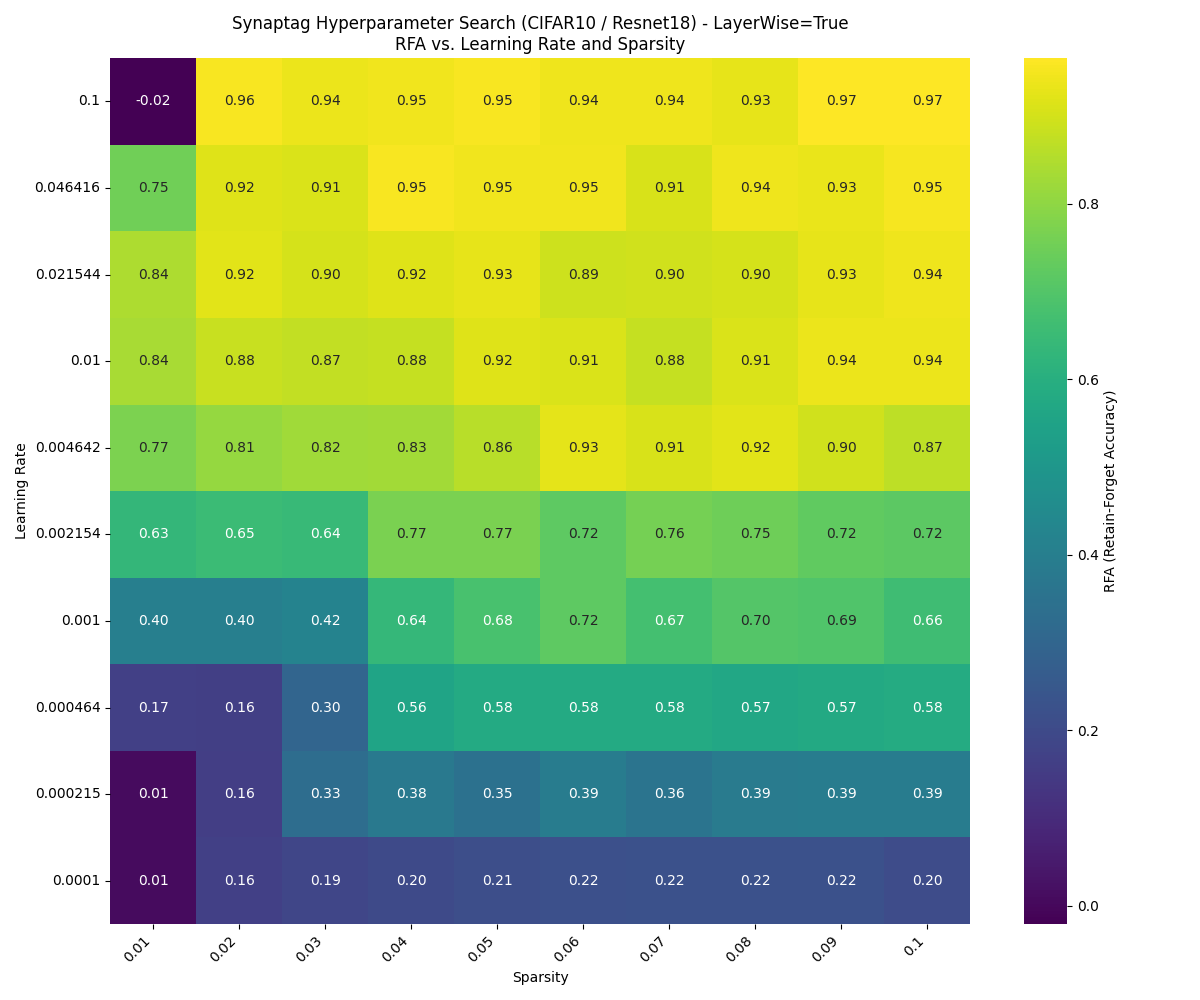 Synaptag Hyperparameter Search (CIFAR10 / Resnet18) - LayerWise=True
RFA vs. Learning Rate and Sparsity
0.1 -0.02 0.96 0.94 0.95 0.95 0.94 0.94 0.93 0.97 0.97
0.046416 0.75 0.92 0.91 0.95 0.95 0.95 0.91 0.94 0.93 0.95
0.021544 0.84 0.92 0.90 0.92 0.93 0.89 0.90 0.90 0.93 0.94
0.01 0.84 0.88 0.87 0.88 0.92 0.91 0.88 0.91 0.94 0.94
0.004642 0.77 0.81 0.82 0.83 0.86 0.93 0.91 0.92 0.90 0.87
0.002154 0.63 0.65 0.64 0.77 0.77 0.72 0.76 0.75 0.72 0.72
0.001 0.40 0.40 0.42 0.64 0.68 0.72 0.67 0.70 0.69 0.66
0.000464 0.17 0.16 0.30 0.56 0.58 0.58 0.58 0.57 0.57 0.58
0.000215 0.01 0.16 0.33 0.38 0.35 0.39 0.36 0.39 0.39 0.39
0.0001 0.01 0.16 0.19 0.20 0.21 0.22 0.22 0.22 0.22 0.20
0.01 0.02 0.03 0.04 0.05 0.06 0.07 0.08 0.09 0.1
Sparsity
Learning Rate
0.8
0.6
0.4
0.2
0.0
RFA (Retain-Forget Accuracy)